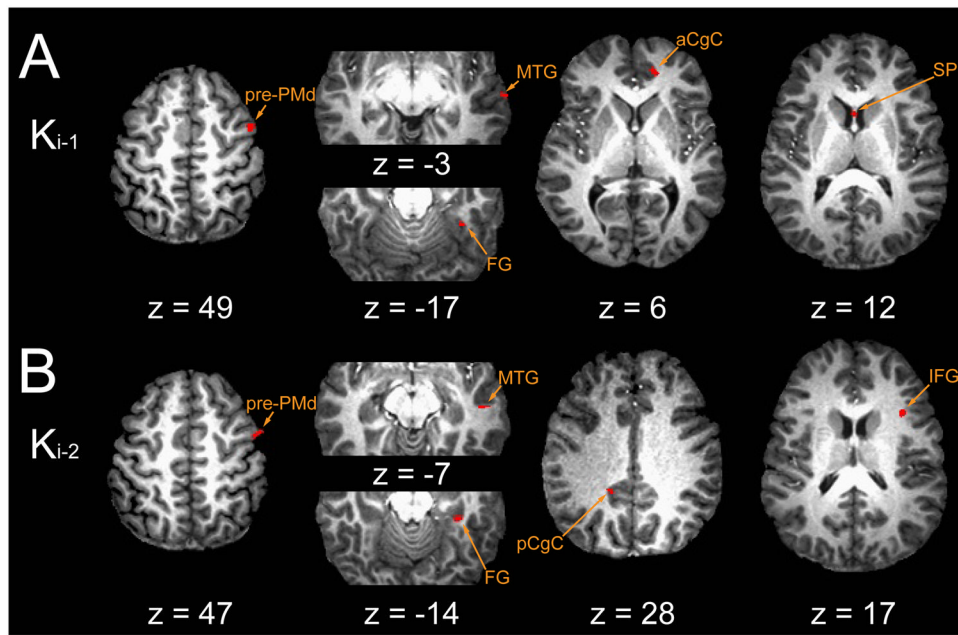 A
aCgC
MTG
SP
pre-PMd
Ki-1
z = -3
FG
z = 49
z = -17
z = 6
z = 12
B
MTG
IFG
pre-PMd
Ki-2
z = -7
pCgC
FG
z = 47
z = -14
z = 28
z = 17